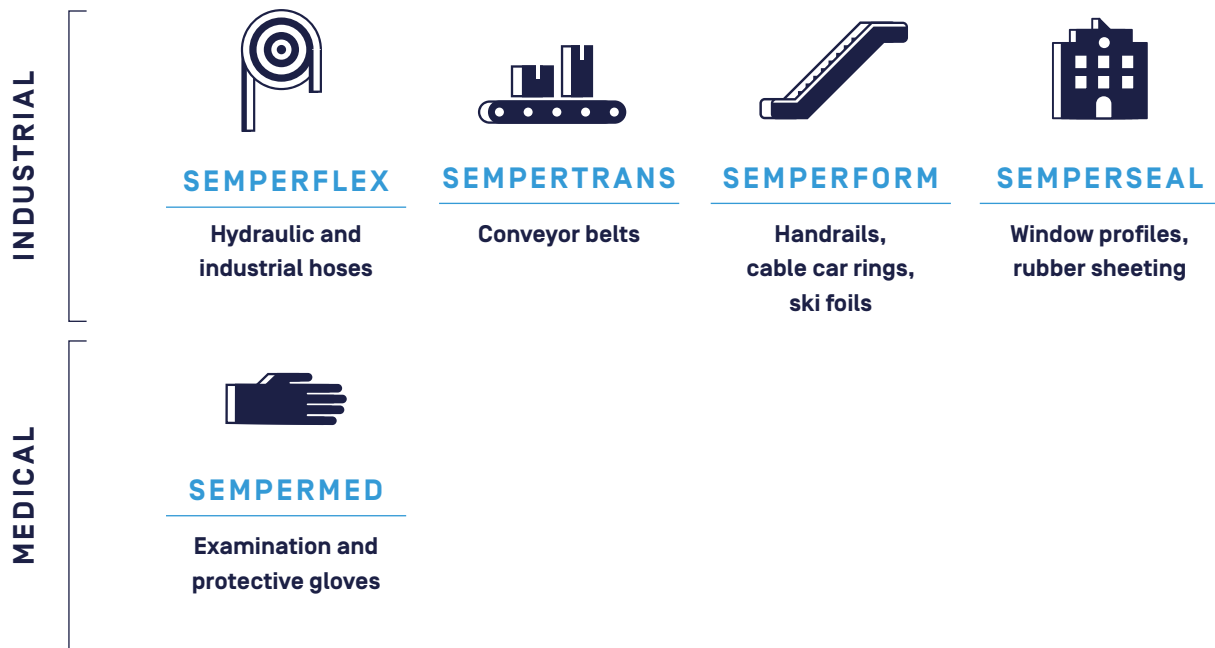 INDUSTRIAL
SEMPERFLEX
Hydraulic and
industrial hoses
SEMPERTRANS
Conveyor belts
SEMPERFORM
Handrails,
cable car rings,
ski foils
SEMPERSEAL
Window profiles,
rubber sheeting
MEDICAL
SEMPERMED
Examination and
protective gloves